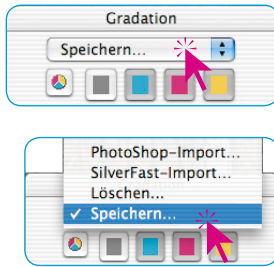 Gradation
Speichern...
PhotoShop-Import...
SilverFast-Import...
Löschen...
✓ Speichern...